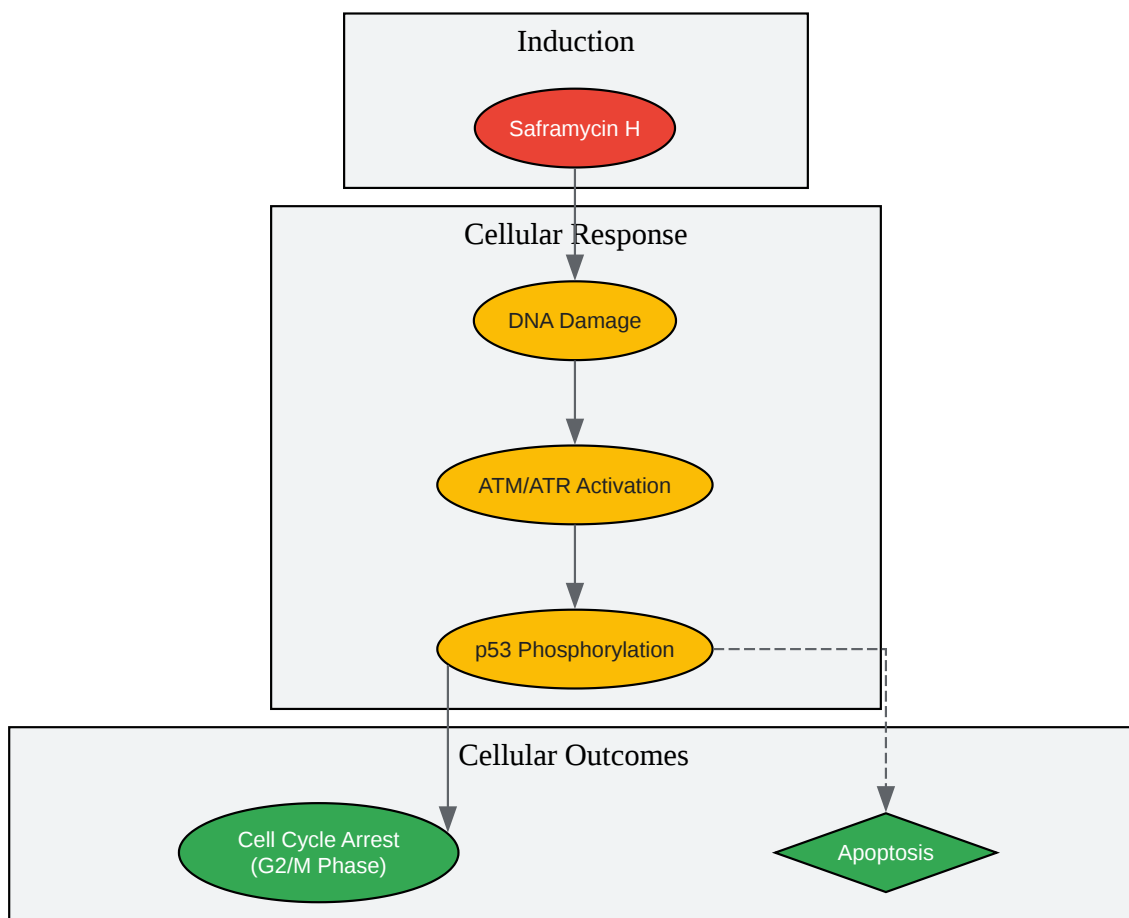 Induction
Saframycin H
Cellular Response
DNA Damage
ATM/ATR Activation
p53 Phosphorylation
Cellular Outcomes
Cell Cycle Arrest
(G2/M Phase)
Apoptosis